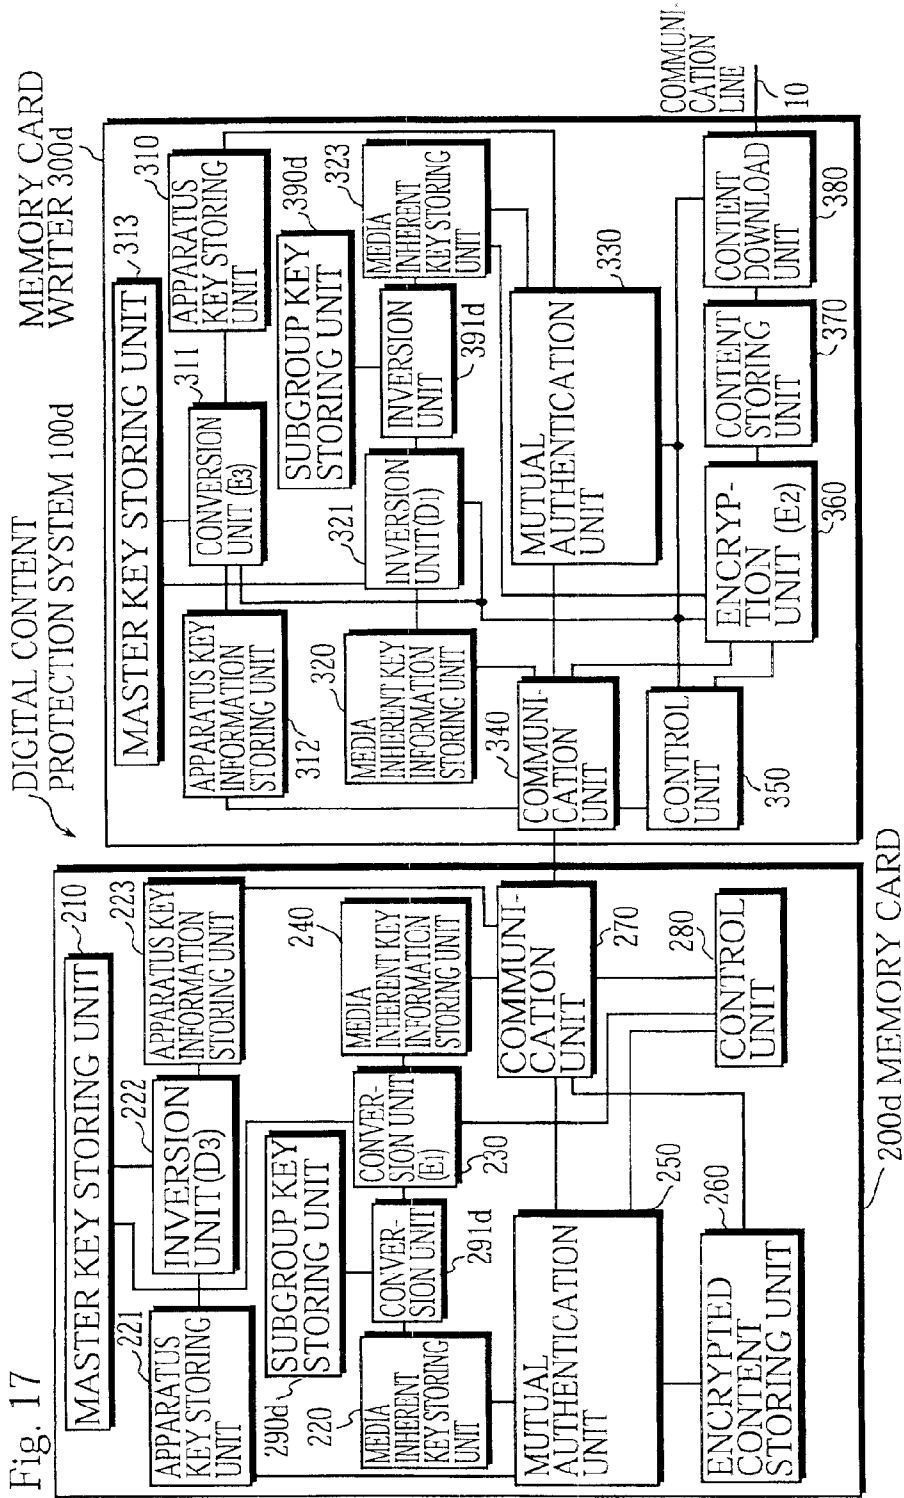 Fig. 17
DIGITAL CONTENT
PROTECTION SYSTEM 100d
MASTER KEY STORING UNIT
210
APPARATUS
KEY STORING
UNIT
221
INVERSION
UNIT(D3)
222
APPARATUS KEY
INFORMATION
STORING UNIT
223
SUBGROUP KEY
STORING UNIT
290d
MEDIA
INHERENT
KEY STORING
UNIT
220
CONVER-
SION UNIT
291d
CONVER-
SION UNIT
(E1)
230
MEDIA
INHERENT KEY
INFORMATION
STORING UNIT
240
MUTUAL
AUTHENTICATION
UNIT
250
COMMUNI-
CATION
UNIT
270
ENCRYPTED
CONTENT
STORING UNIT
260
CONTROL
UNIT
280
200d MEMORY CARD
MEMORY CARD
WRITER 300d
MASTER KEY STORING UNIT
313
APPARATUS KEY
INFORMATION
STORING UNIT
312
CONVERSION
UNIT (E3)
311
APPARATUS
KEY STORING
UNIT
310
SUBGROUP KEY
STORING UNIT
390d
MEDIA
INHERENT KEY
INFORMATION
STORING UNIT
320
INVERSION
UNIT(D1)
321
INVERSION
UNIT
391d
MEDIA
INHERENT
KEY STORING
UNIT
323
COMMUNI-
CATION
UNIT
340
MUTUAL
AUTHENTICATION
UNIT
330
CONTROL
UNIT
350
ENCRYP-
TION
UNIT (E2)
360
CONTENT
STORING
UNIT
370
CONTENT
DOWNLOAD
UNIT
380
COMMUNI-
CATION
LINE
10